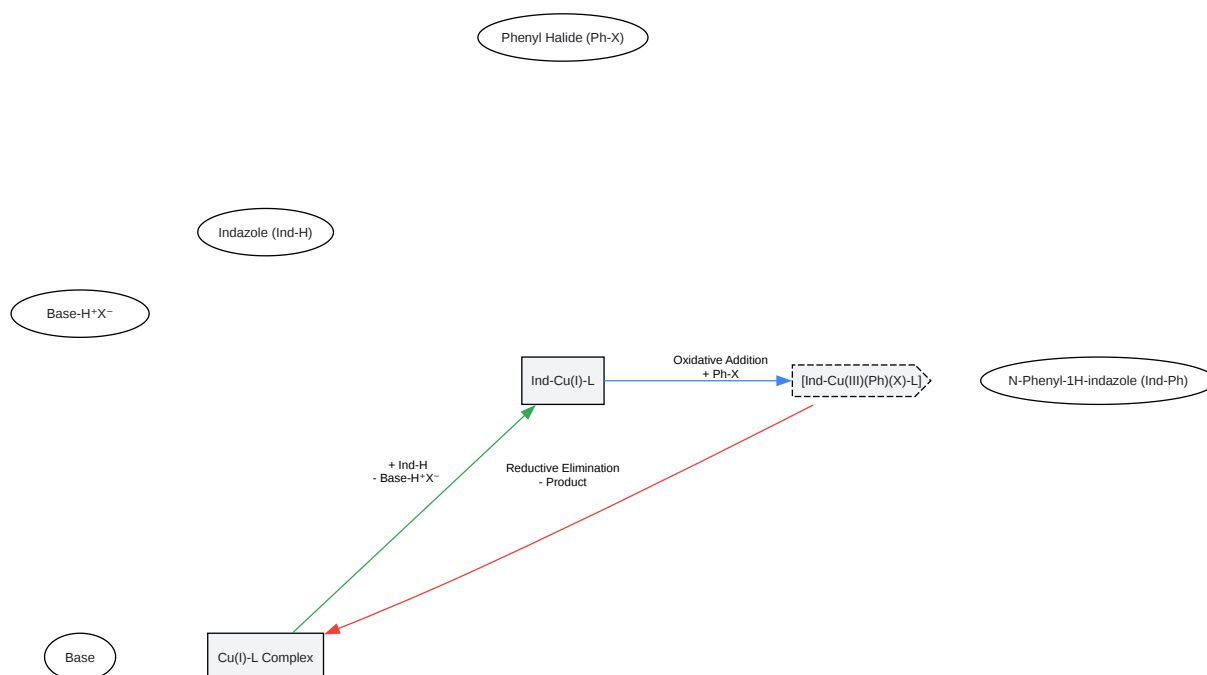 Phenyl Halide (Ph-X)
Indazole (Ind-H)
Base-H⁺X⁻
Oxidative Addition
+ Ph-X
Ind-Cu(I)-L
[Ind-Cu(III)(Ph)(X)-L]
N-Phenyl-1H-indazole (Ind-Ph)
+ Ind-H
- Base-H⁺X⁻
Reductive Elimination
- Product
Base
Cu(I)-L Complex